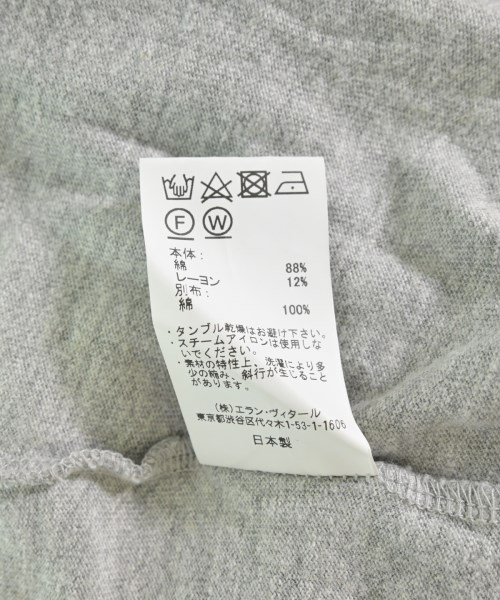 F W
本体:
綿 88%
レーヨン 12%
別布:
綿 100%
・タンブル乾燥はお避け下さい。
・スチームアイロンは使用しな
いでください。
・素材の特性上、洗濯により多
少の縮み、斜行が生じること
があります。
(株)エラン・ヴィタール
東京都渋谷区代々木1-53-1-1606
日本製